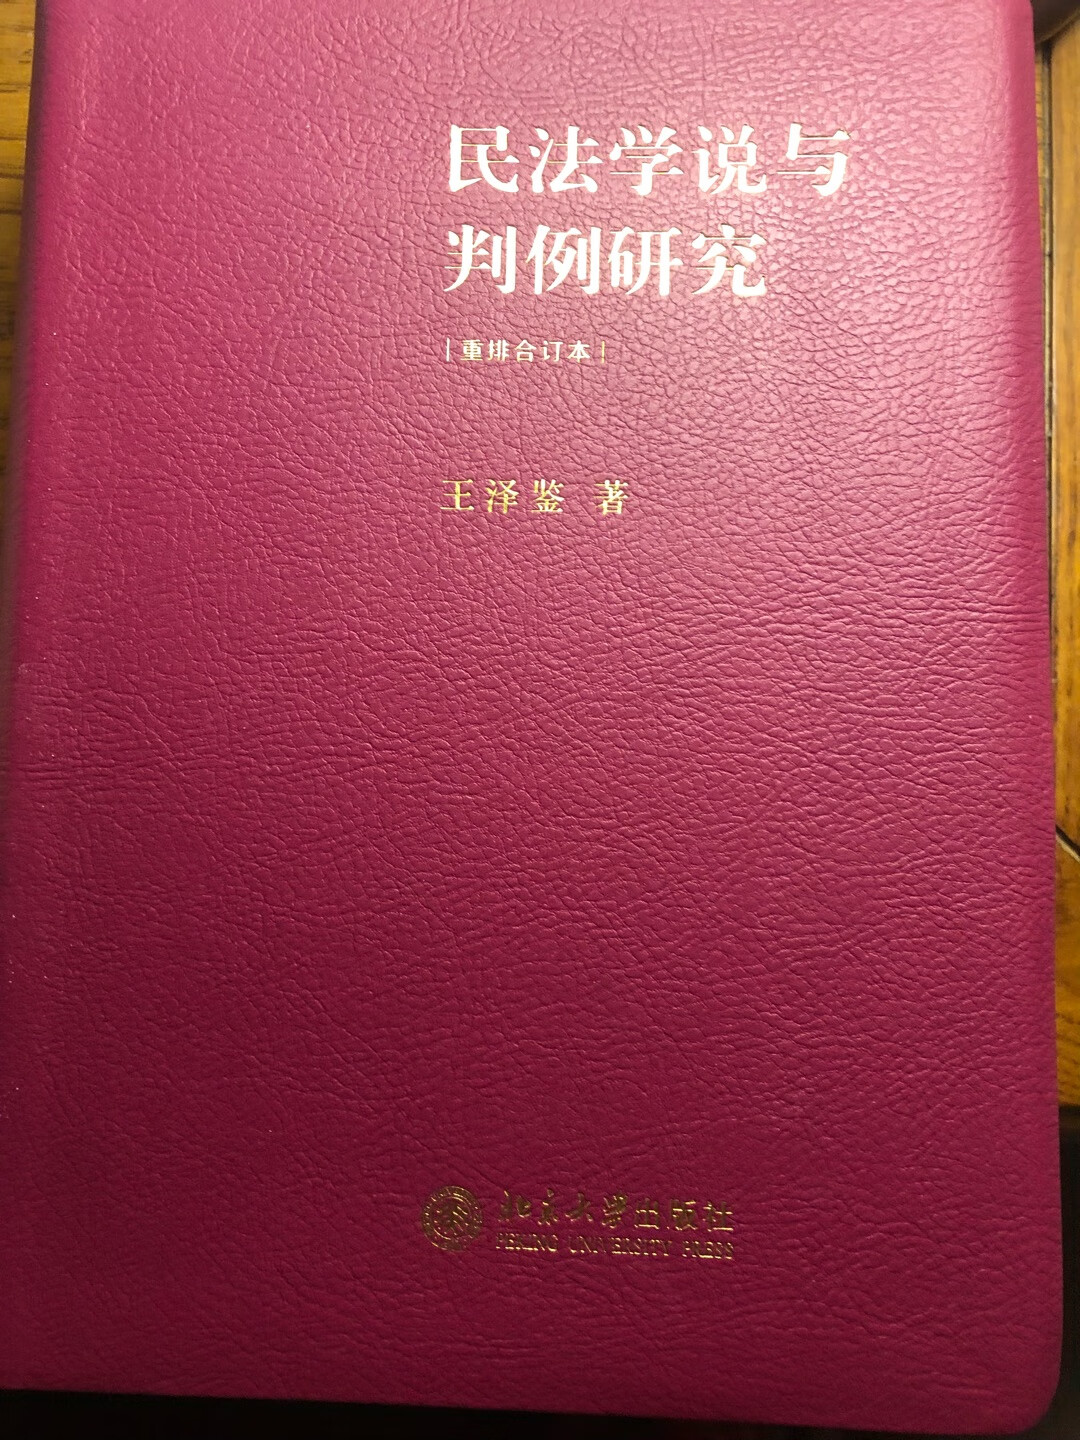 民法学说与
判例研究
|重排合订本|
王泽鉴 著
北京大学出版社
PEKING UNIVERSITY PRESS